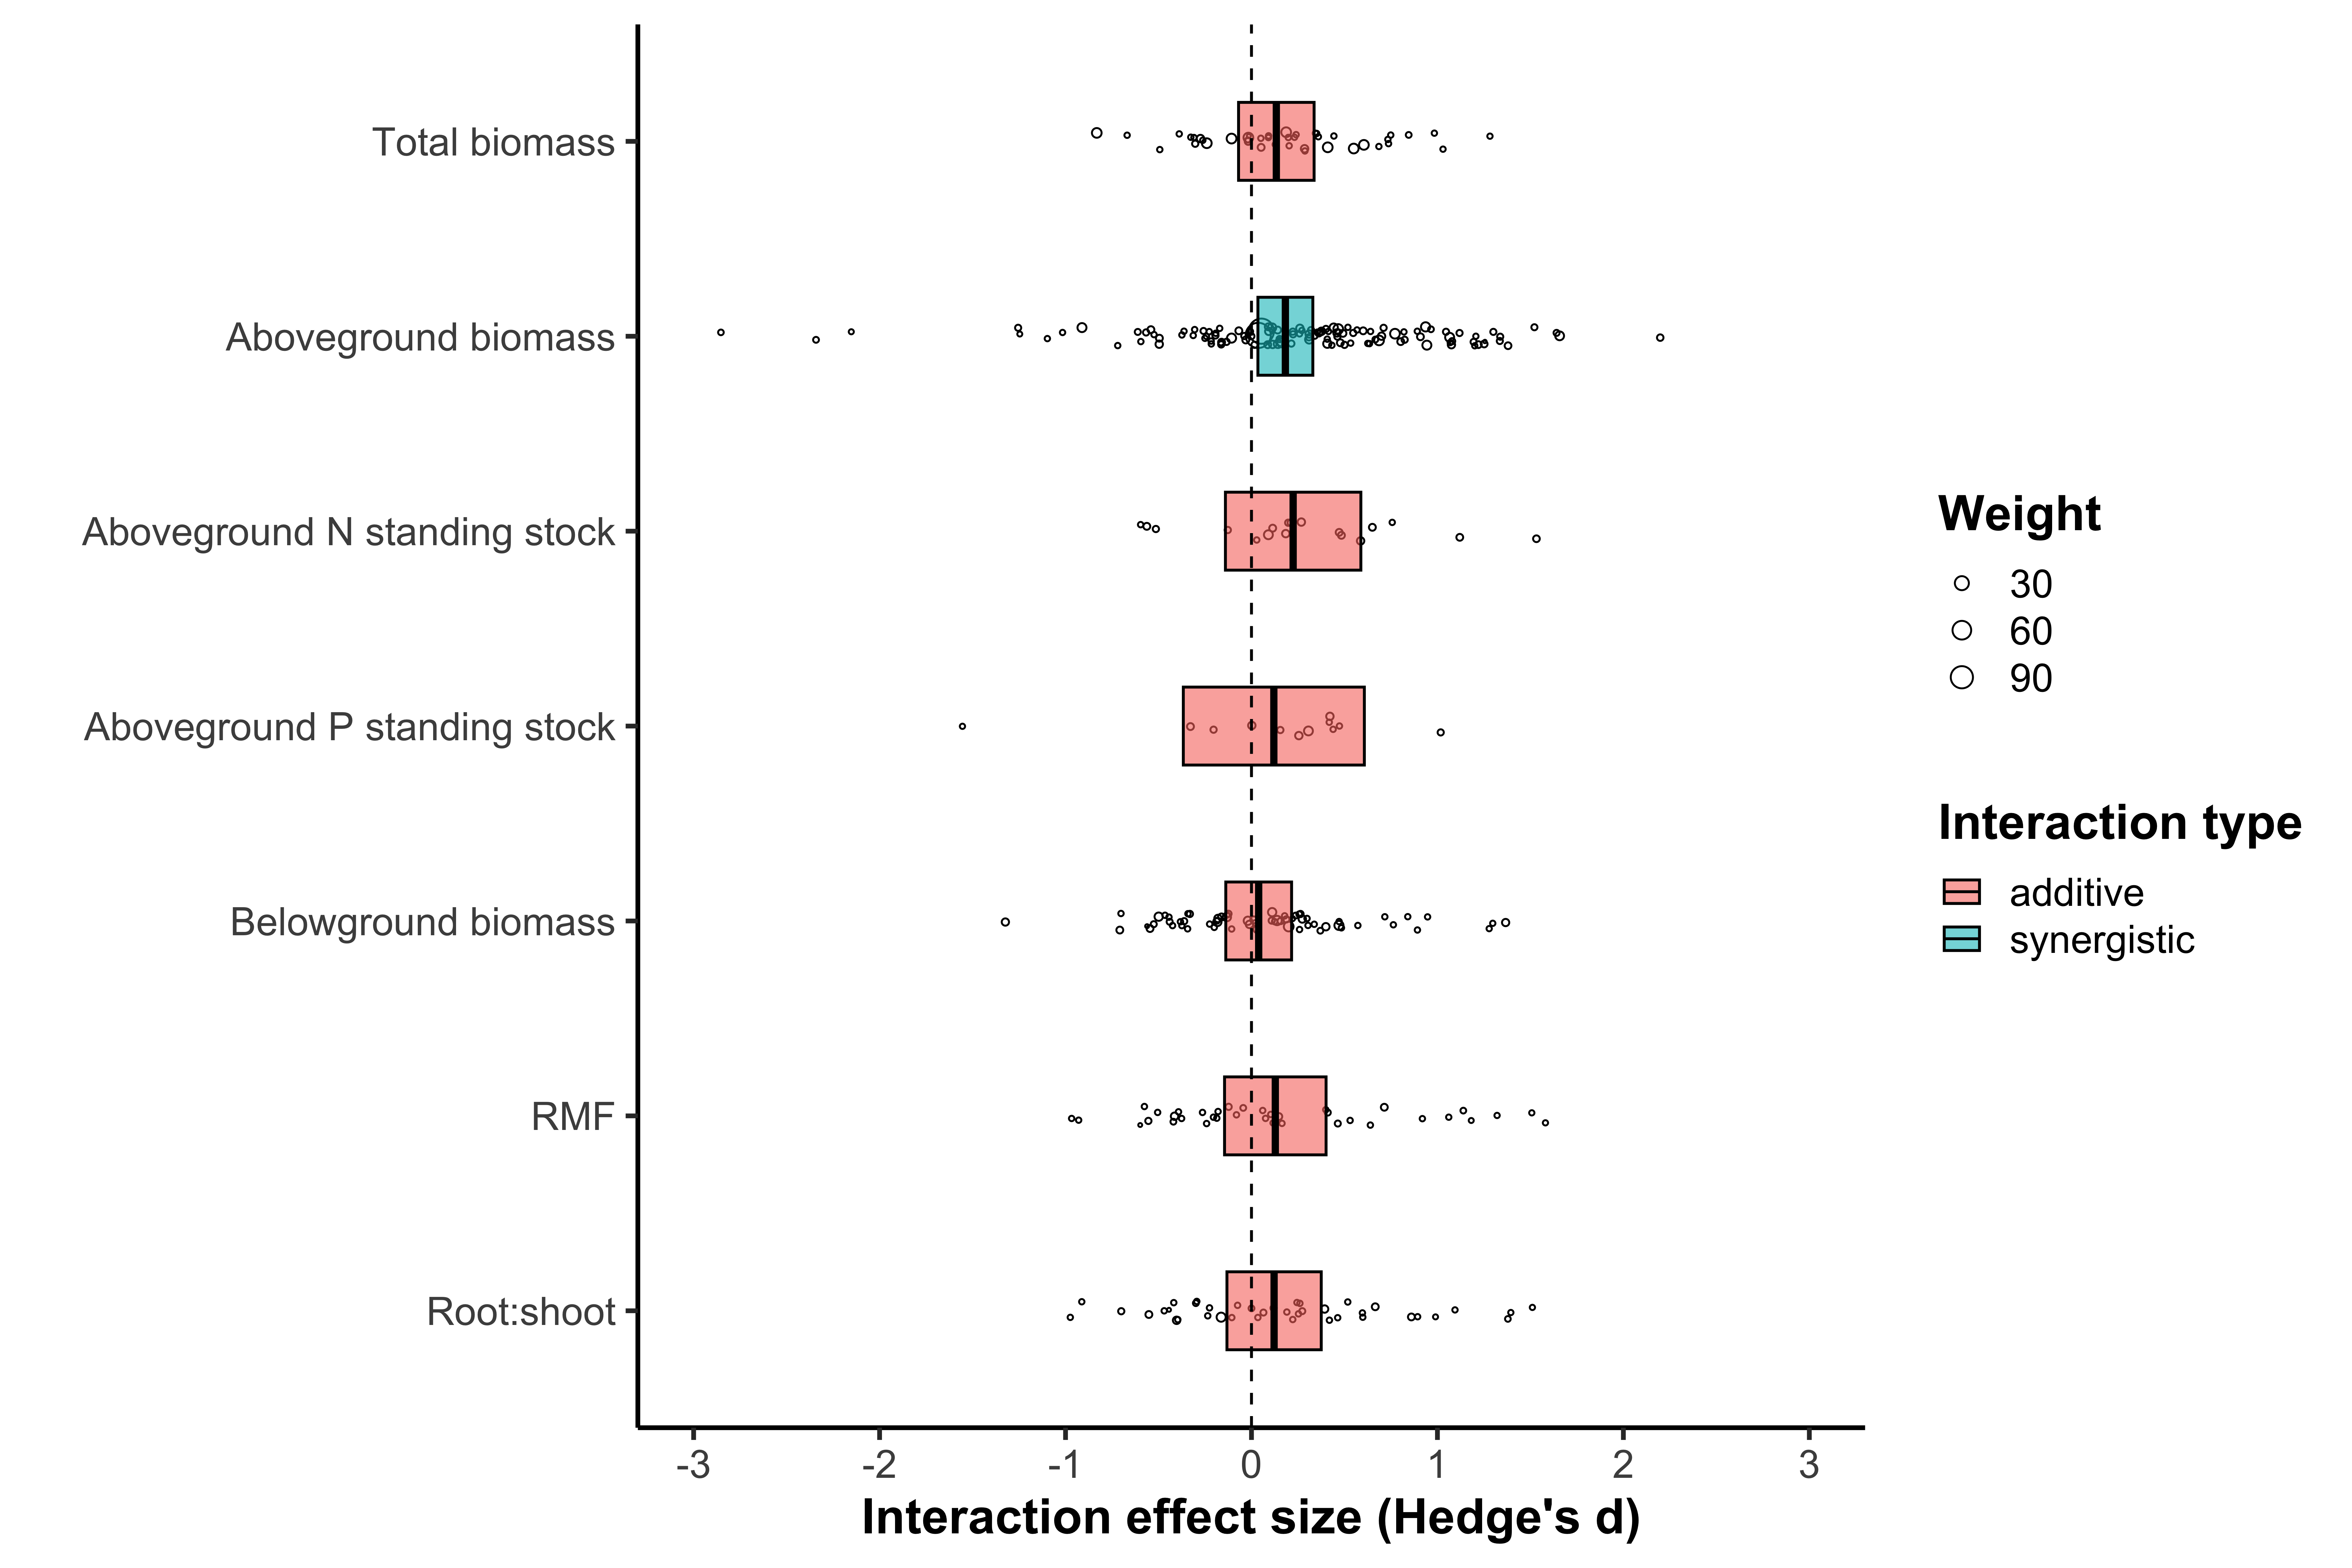 Total biomass
Aboveground biomass
Aboveground N standing stock
Aboveground P standing stock
Belowground biomass
RMF
Root:shoot
-3 -2 -1 0 1 2 3
Interaction effect size (Hedge's d)
Weight
30
60
90
Interaction type
additive
synergistic